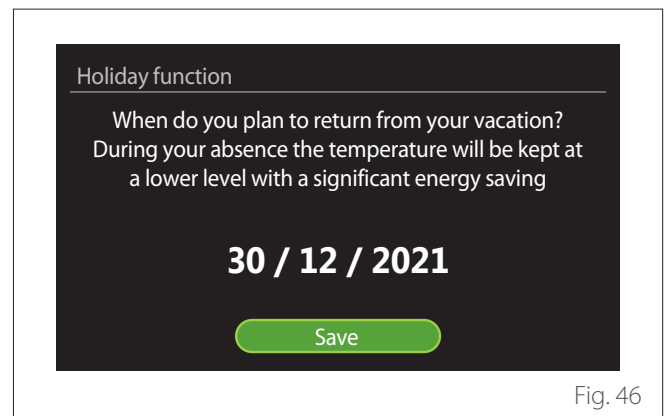 Holiday function
When do you plan to return from your vacation?
During your absence the temperature will be kept at
a lower level with a significant energy saving
30 / 12 / 2021
Save
Fig. 46